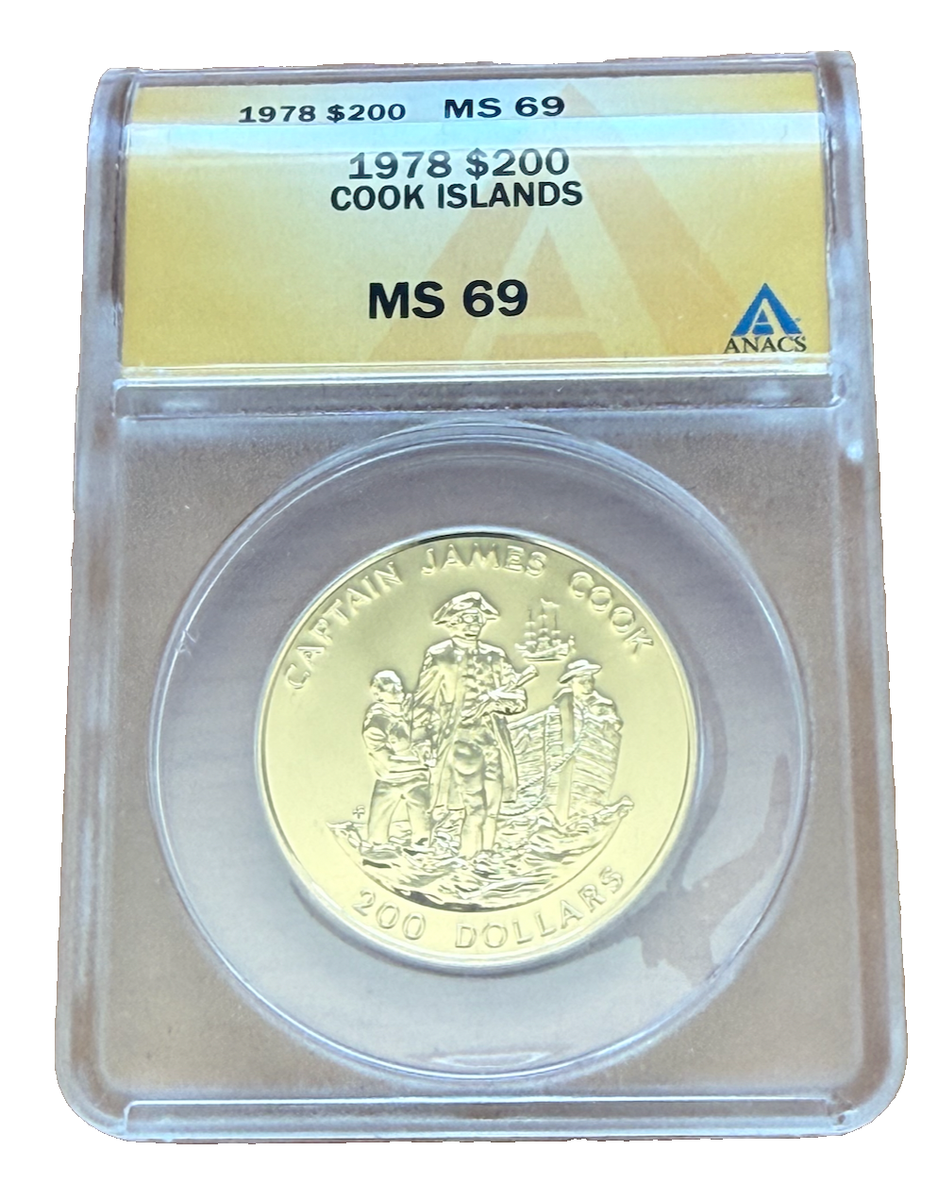 1978 $200 MS 69
1978 $200
COOK ISLANDS
MS 69
ANACS
CAPTAIN JAMES COOK
200 DOLLARS